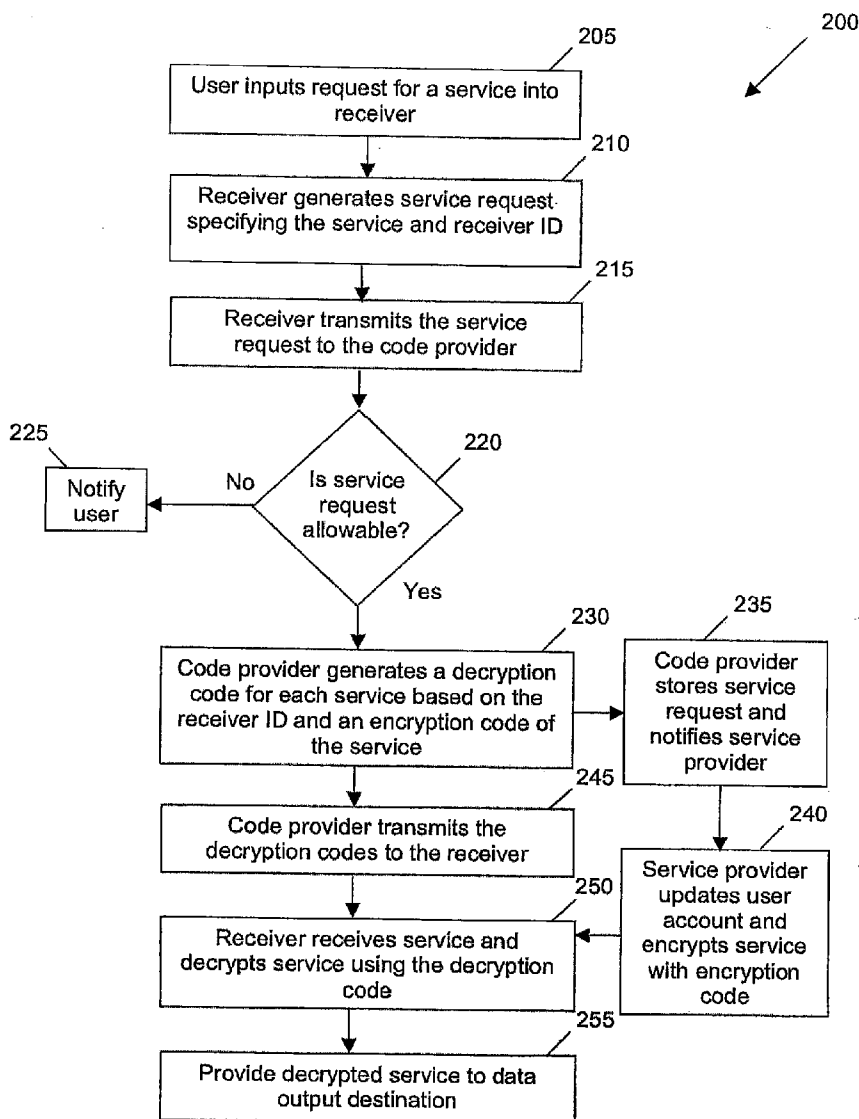 200
205
User inputs request for a service into
receiver
210
Receiver generates service request
specifying the service and receiver ID
215
Receiver transmits the service
request to the code provider
220
Is service
request
allowable?
No
225
Notify
user
Yes
230
Code provider generates a decryption
code for each service based on the
receiver ID and an encryption code of
the service
235
Code provider
stores service
request and
notifies service
provider
245
Code provider transmits the
decryption codes to the receiver
240
Service provider
updates user
account and
encrypts service
with encryption
code
250
Receiver receives service and
decrypts service using the decryption
code
255
Provide decrypted service to data
output destination